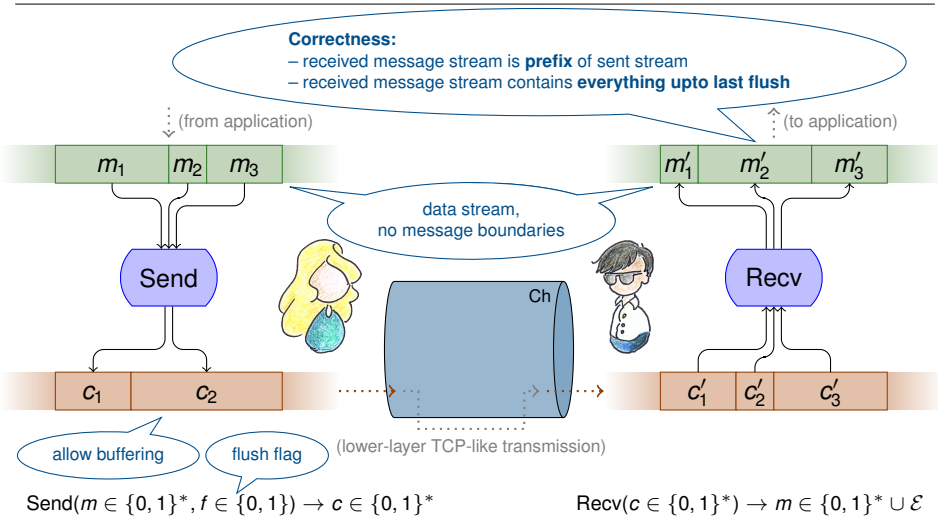 Correctness:
– received message stream is prefix of sent stream
– received message stream contains everything upto last flush
(from application)
(to application)
m₁ m₂ m₃
m′₁ m′₂ m′₃
data stream,
no message boundaries
Send
Ch
Recv
c₁ c₂
c′₁ c′₂ c′₃
(lower-layer TCP-like transmission)
allow buffering
flush flag
Send(m ∈ {0, 1}*, f ∈ {0, 1}) → c ∈ {0, 1}*
Recv(c ∈ {0, 1}*) → m ∈ {0, 1}* ∪ ℰ